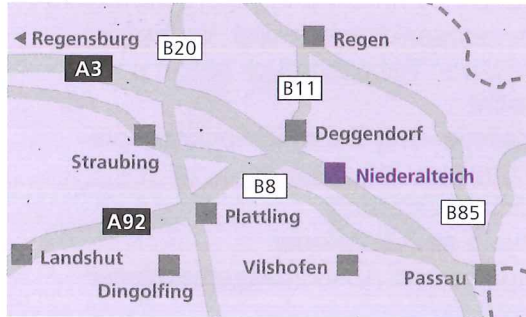 ◄ Regensburg
B20
Regen
A3
B11
Deggendorf
Straubing
Niederalteich
B8
A92
Plattling
B85
Landshut
Vilshofen
Passau
Dingolfing